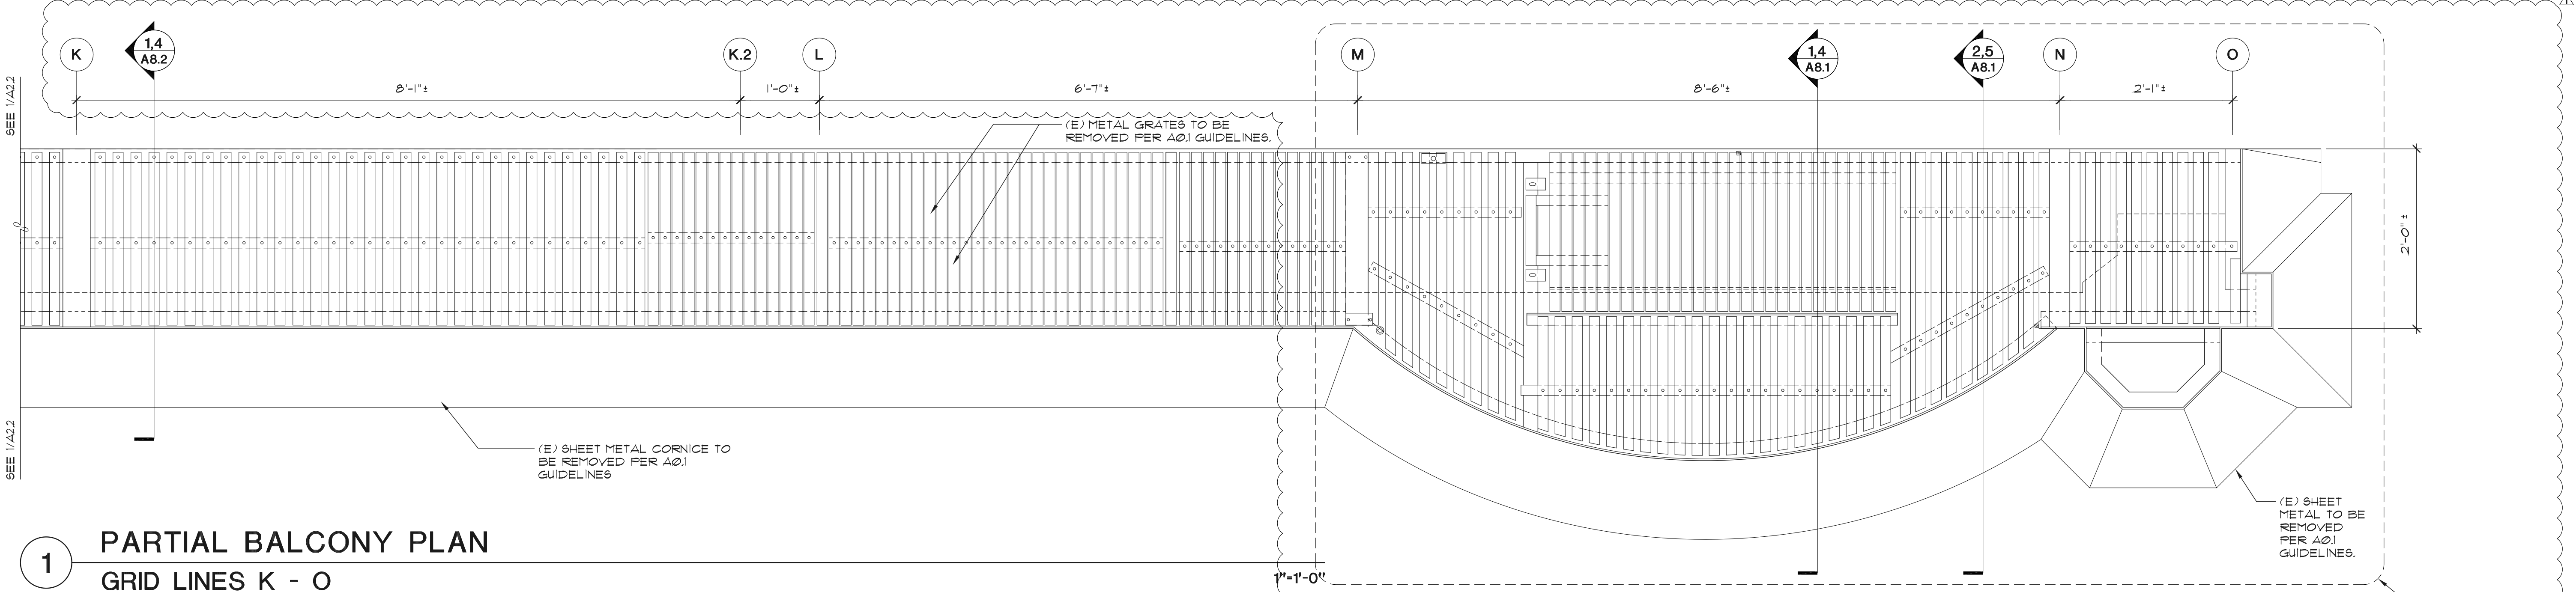 K
1,4
A8.2
K.2
L
M
1,4
A8.1
2,5
A8.1
N
O
8'-1"±
1'-0"±
6'-7"±
8'-6"±
2'-1"±
SEE 1/A2.2
(E) METAL GRATES TO BE
REMOVED PER AØ.1 GUIDELINES.
2'-0"±
SEE 1/A2.2
(E) SHEET METAL CORNICE TO
BE REMOVED PER AØ.1
GUIDELINES
(E) SHEET
METAL TO BE
REMOVED
PER AØ.1
GUIDELINES.
1
PARTIAL BALCONY PLAN
GRID LINES K - O
1"=1'-0"